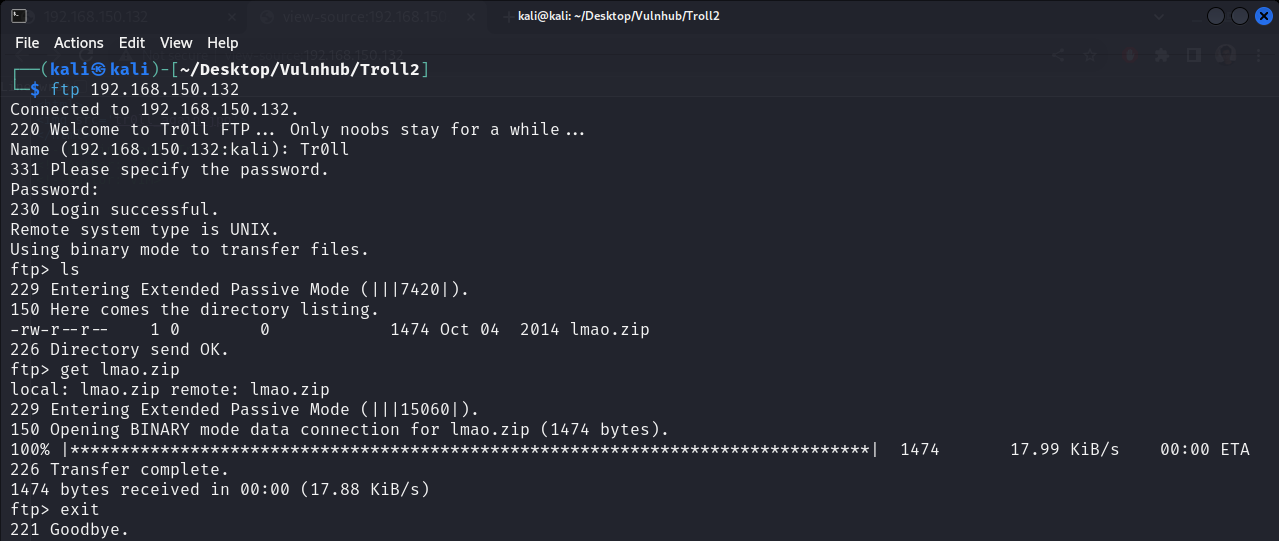 192.168.150.132
view-source:192.168.150
kali@kali: ~/Desktop/Vulnhub/Troll2
File Actions Edit View Help
192.168.150.132
┌──(kali㉿kali)-[~/Desktop/Vulnhub/Troll2]
└─$ ftp 192.168.150.132
Connected to 192.168.150.132.
220 Welcome to Tr0ll FTP... Only noobs stay for a while...
Name (192.168.150.132:kali): Tr0ll
331 Please specify the password.
Password:
230 Login successful.
Remote system type is UNIX.
Using binary mode to transfer files.
ftp> ls
229 Entering Extended Passive Mode (|||7420|).
150 Here comes the directory listing.
-rw-r--r--    1 0        0            1474 Oct 04  2014 lmao.zip
226 Directory send OK.
ftp> get lmao.zip
local: lmao.zip remote: lmao.zip
229 Entering Extended Passive Mode (|||15060|).
150 Opening BINARY mode data connection for lmao.zip (1474 bytes).
100% |********************************************************************************|  1474       17.99 KiB/s    00:00 ETA
226 Transfer complete.
1474 bytes received in 00:00 (17.88 KiB/s)
ftp> exit
221 Goodbye.